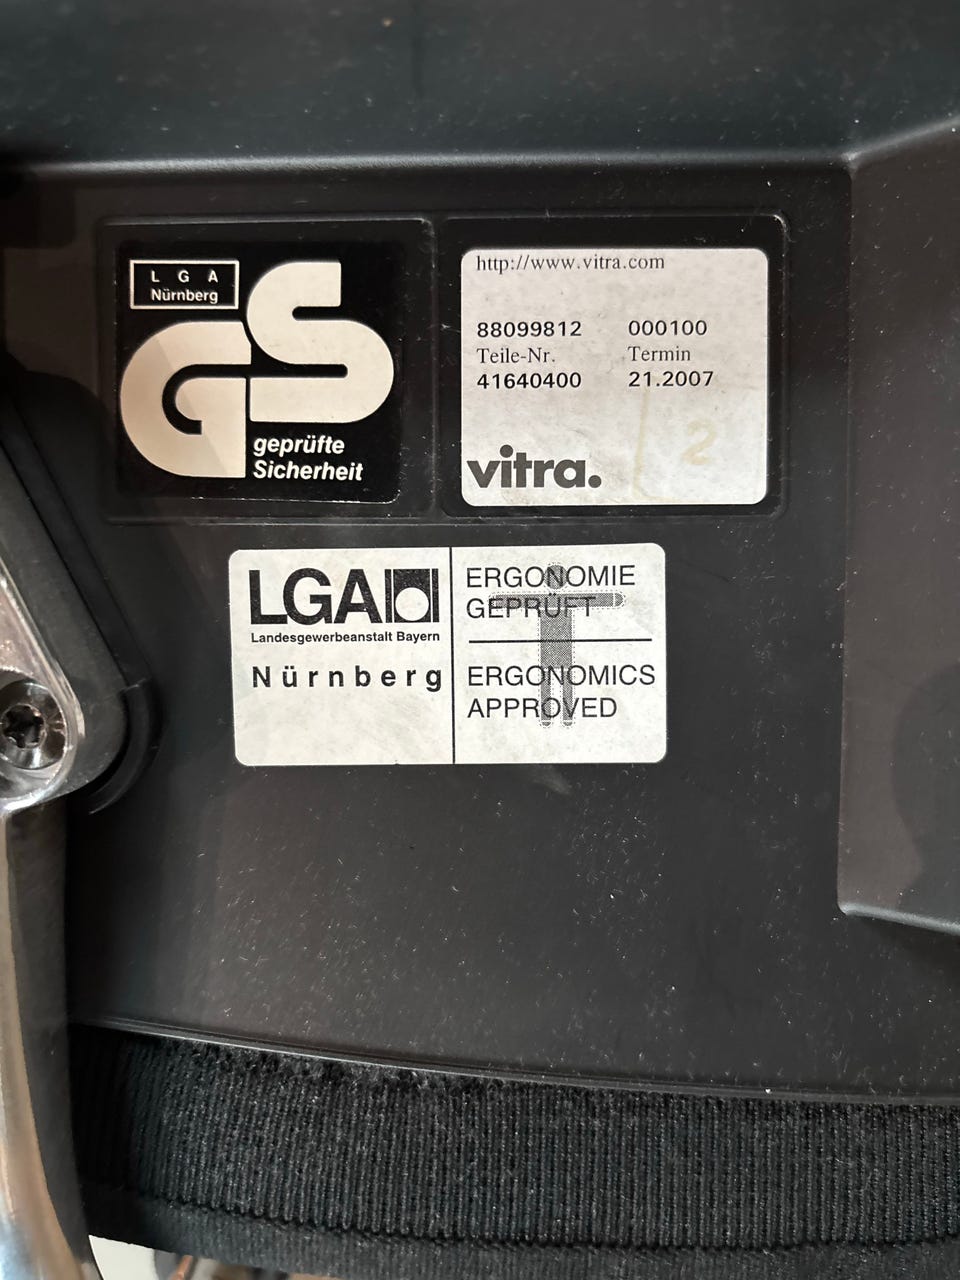 L G A
Nürnberg
GS
geprüfte
Sicherheit
http://www.vitra.com
88099812 000100
Teile-Nr. Termin
41640400 21.2007
2
vitra.
LGA
Landesgewerbeanstalt Bayern
Nürnberg
ERGONOMIE
GEPRÜFT
ERGONOMICS
APPROVED